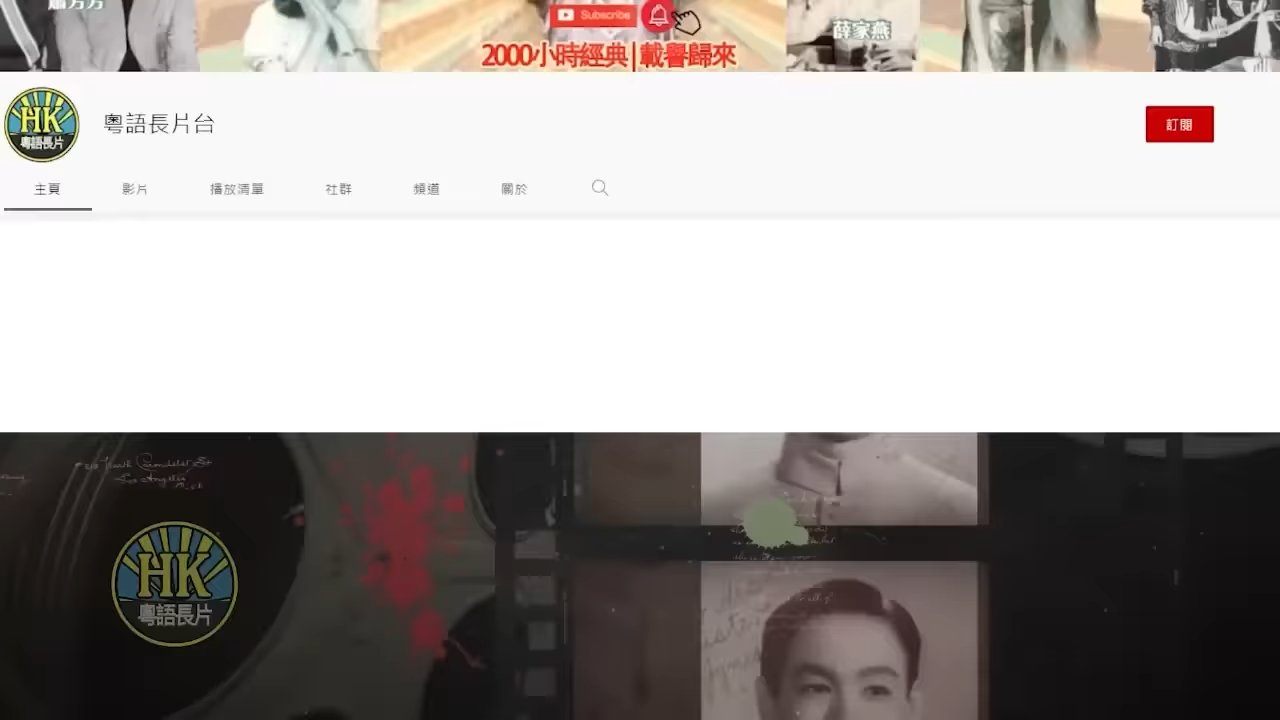 Subscribe
薛家燕
2000小時經典|載譽歸來
HK
粵語長片
粵語長片台
訂閱
主頁
影片
播放清單
社群
頻道
關於
Los Angeles
HK
粵語長片